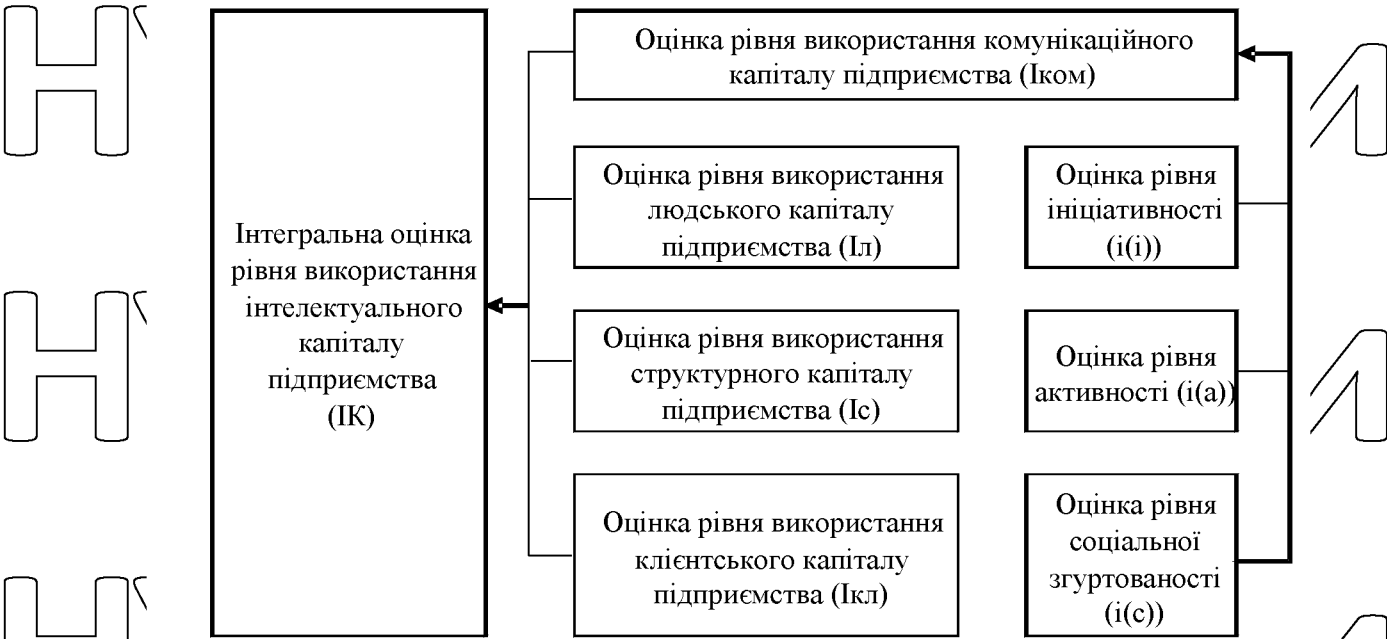 Інтегральна оцінка
рівня використання
інтелектуального
капіталу
підприємства
(ІК)
Оцінка рівня використання комунікаційного
капіталу підприємства (Іком)
Оцінка рівня використання
людського капіталу
підприємства (Іл)
Оцінка рівня використання
структурного капіталу
підприємства (Іс)
Оцінка рівня використання
клієнтського капіталу
підприємства (Ікл)
Оцінка рівня
ініціативності
(і(і))
Оцінка рівня
активності (і(а))
Оцінка рівня
соціальної
згуртованості
(і(с))